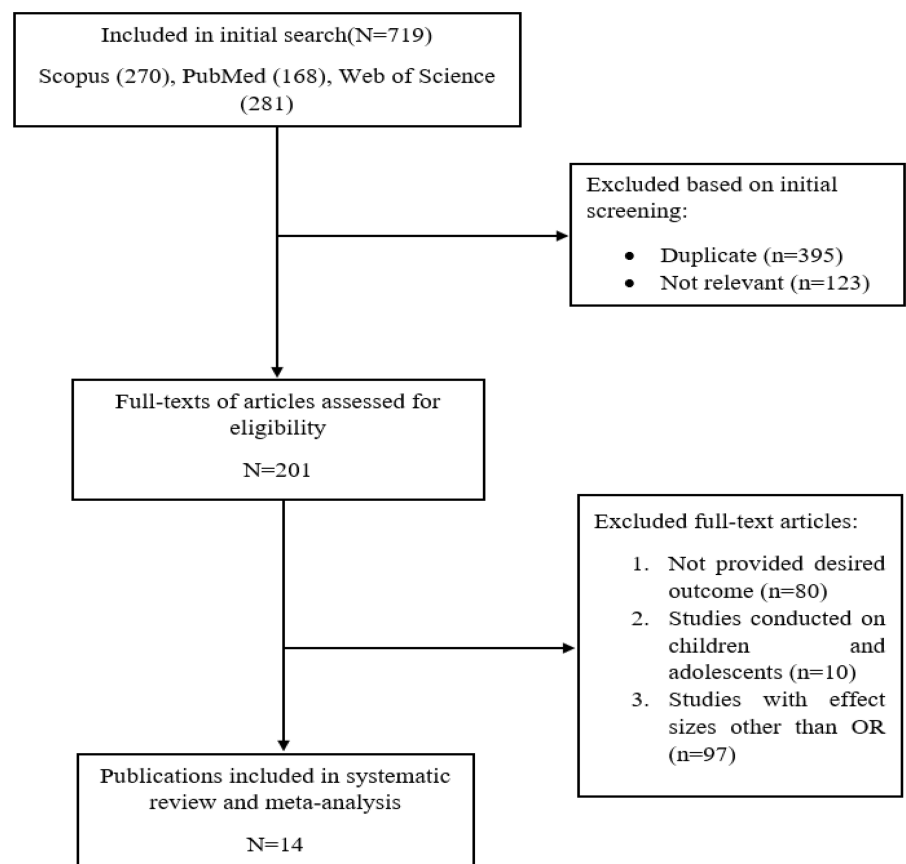 Included in initial search(N=719)
Scopus (270), PubMed (168), Web of Science
(281)
Excluded based on initial
screening:
• Duplicate (n=395)
• Not relevant (n=123)
Full-texts of articles assessed for
eligibility
N=201
Excluded full-text articles:
1. Not provided desired
outcome (n=80)
2. Studies conducted on
children and
adolescents (n=10)
3. Studies with effect
sizes other than OR
(n=97)
Publications included in systematic
review and meta-analysis
N=14